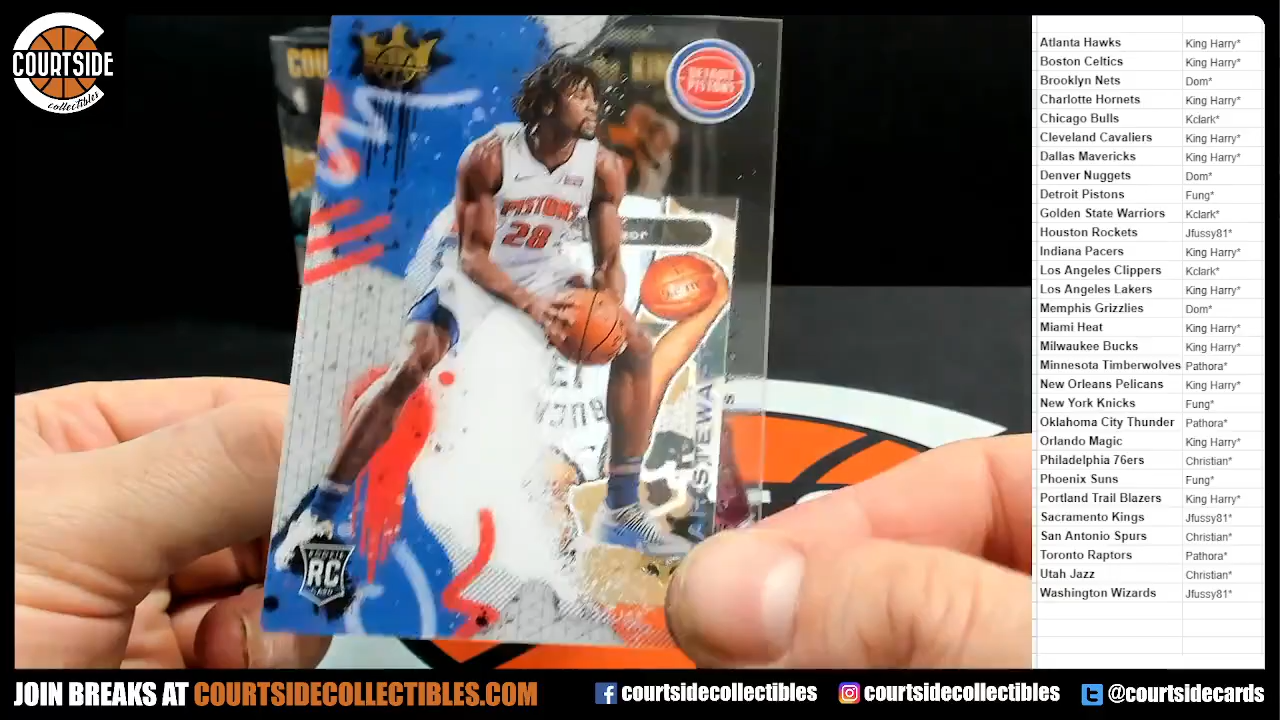 COURTSIDE
collectibles
COU
KIN
DETROIT
PISTONS
PISTONS
28
STEWA
ROOKIE
RC
CARD
Atlanta Hawks King Harry*
Boston Celtics King Harry*
Brooklyn Nets Dom*
Charlotte Hornets King Harry*
Chicago Bulls Kclark*
Cleveland Cavaliers King Harry*
Dallas Mavericks King Harry*
Denver Nuggets Dom*
Detroit Pistons Fung*
Golden State Warriors Kclark*
Houston Rockets Jfussy81*
Indiana Pacers King Harry*
Los Angeles Clippers Kclark*
Los Angeles Lakers King Harry*
Memphis Grizzlies Dom*
Miami Heat King Harry*
Milwaukee Bucks King Harry*
Minnesota Timberwolves Pathora*
New Orleans Pelicans King Harry*
New York Knicks Fung*
Oklahoma City Thunder Pathora*
Orlando Magic King Harry*
Philadelphia 76ers Christian*
Phoenix Suns Fung*
Portland Trail Blazers King Harry*
Sacramento Kings Jfussy81*
San Antonio Spurs Christian*
Toronto Raptors Pathora*
Utah Jazz Christian*
Washington Wizards Jfussy81*
JOIN BREAKS AT COURTSIDECOLLECTIBLES.COM
courtsidecollectibles
courtsidecollectibles
@courtsidecards